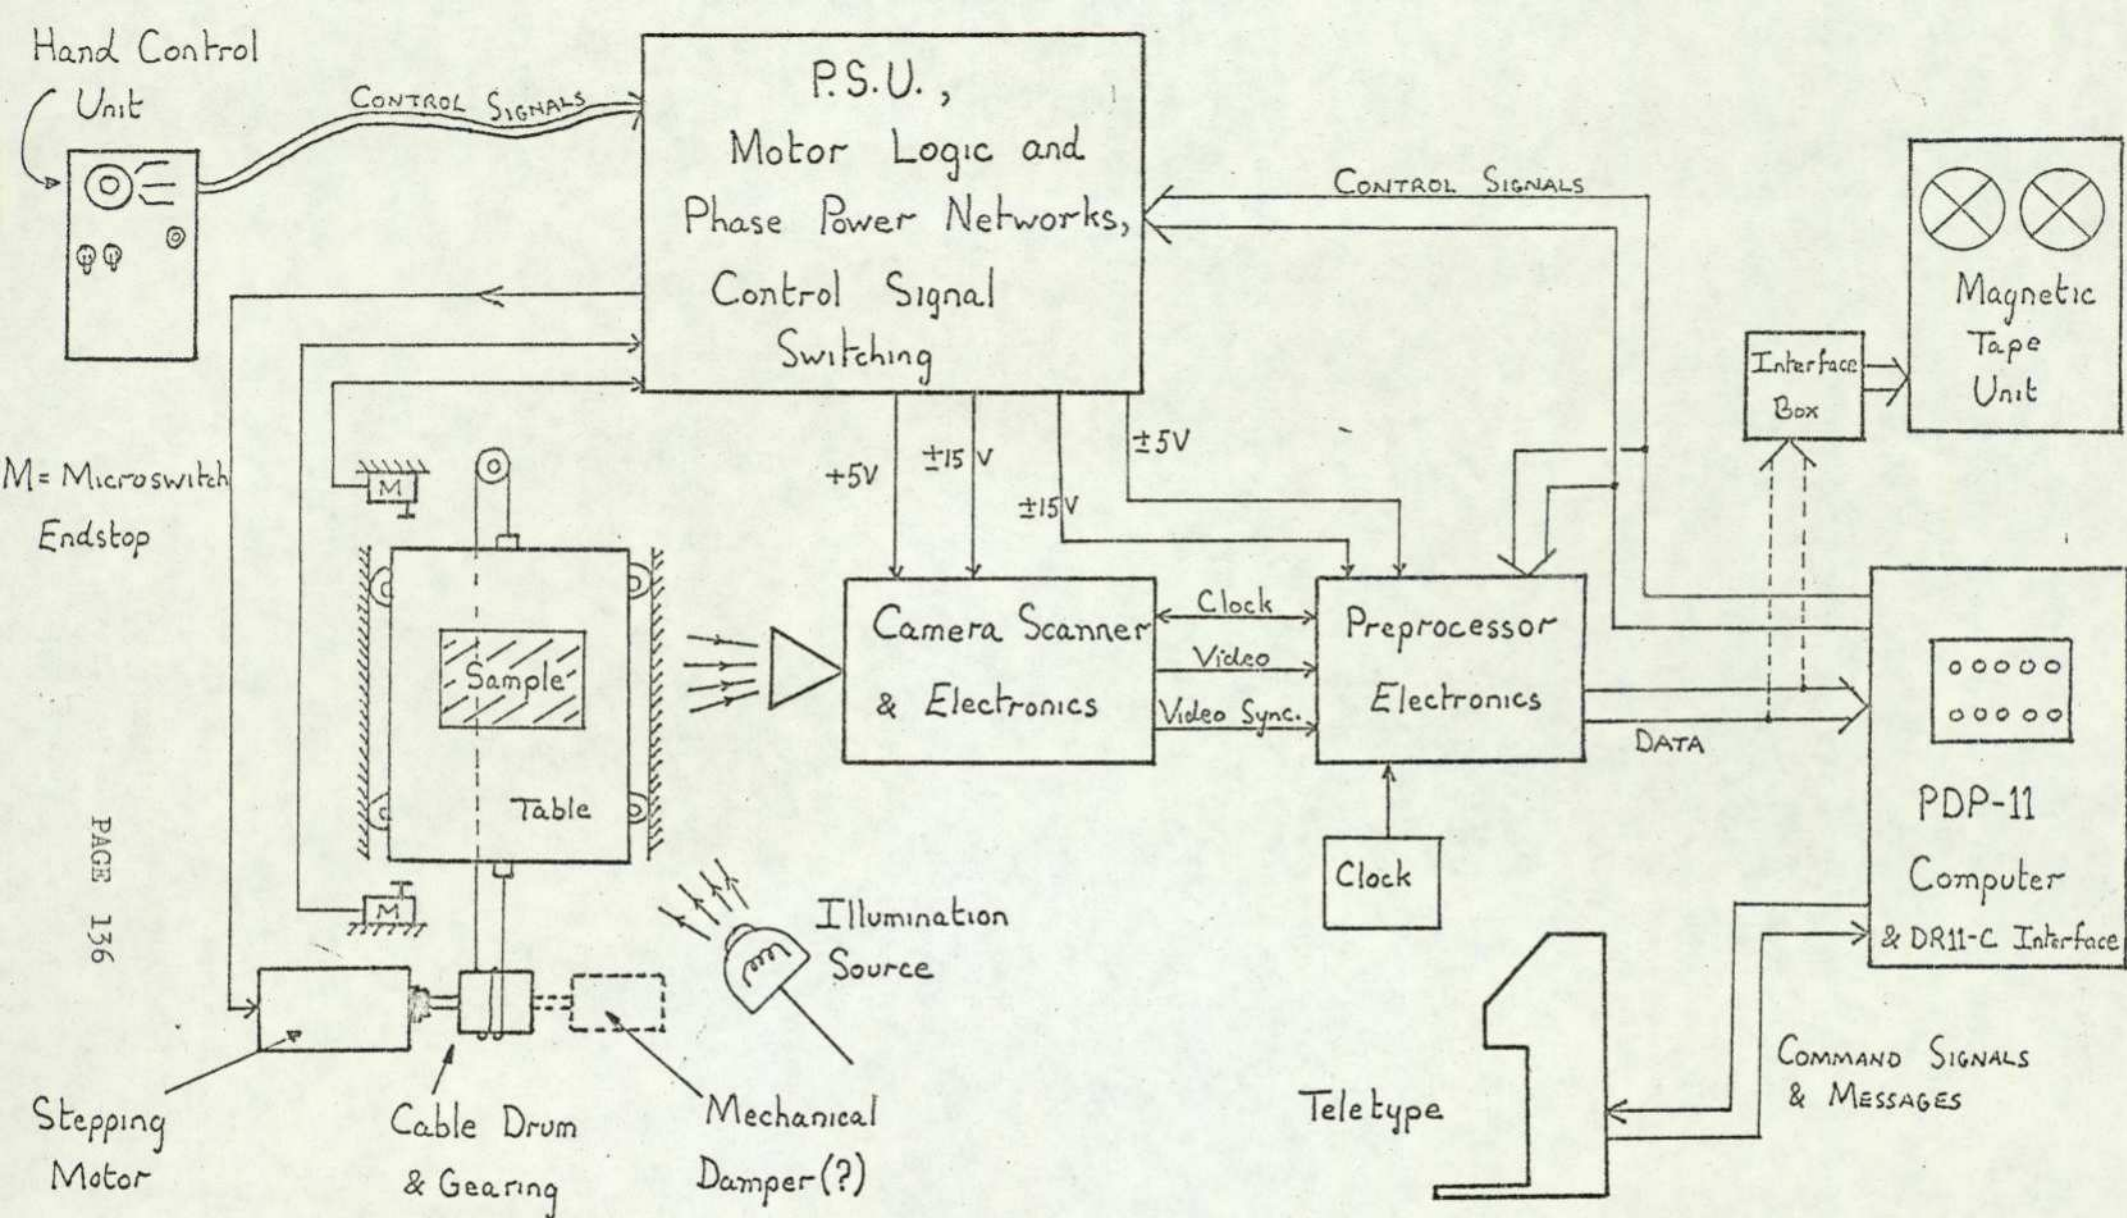 Hand Control
Unit
CONTROL SIGNALS
P.S.U.,
Motor Logic and
Phase Power Networks,
Control Signal
Switching
CONTROL SIGNALS
Magnetic
Tape
Unit
Interface
Box
M = Microswitch
Endstop
M
+5V
±15V
±15V
±5V
Sample
Table
M
Camera Scanner
& Electronics
Clock
Video
Video Sync.
Preprocessor
Electronics
DATA
Clock
PDP-11
Computer
& DR11-C Interface
Illumination
Source
Stepping
Motor
Cable Drum
& Gearing
Mechanical
Damper(?)
Teletype
COMMAND SIGNALS
& MESSAGES
PAGE 136